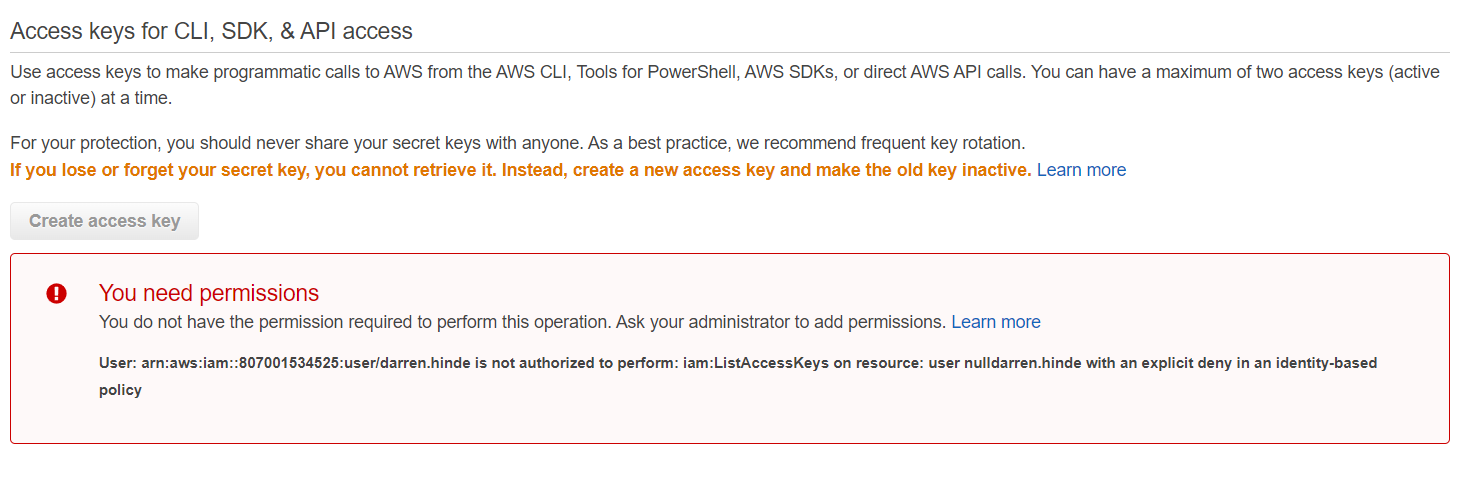 Access keys for CLI, SDK, & API access
Use access keys to make programmatic calls to AWS from the AWS CLI, Tools for PowerShell, AWS SDKs, or direct AWS API calls. You can have a maximum of two access keys (active
or inactive) at a time.
For your protection, you should never share your secret keys with anyone. As a best practice, we recommend frequent key rotation.
If you lose or forget your secret key, you cannot retrieve it. Instead, create a new access key and make the old key inactive. Learn more
Create access key
You need permissions
You do not have the permission required to perform this operation. Ask your administrator to add permissions. Learn more
User: arn:aws:iam::807001534525:user/darren.hinde is not authorized to perform: iam:ListAccessKeys on resource: user nulldarren.hinde with an explicit deny in an identity-based
policy